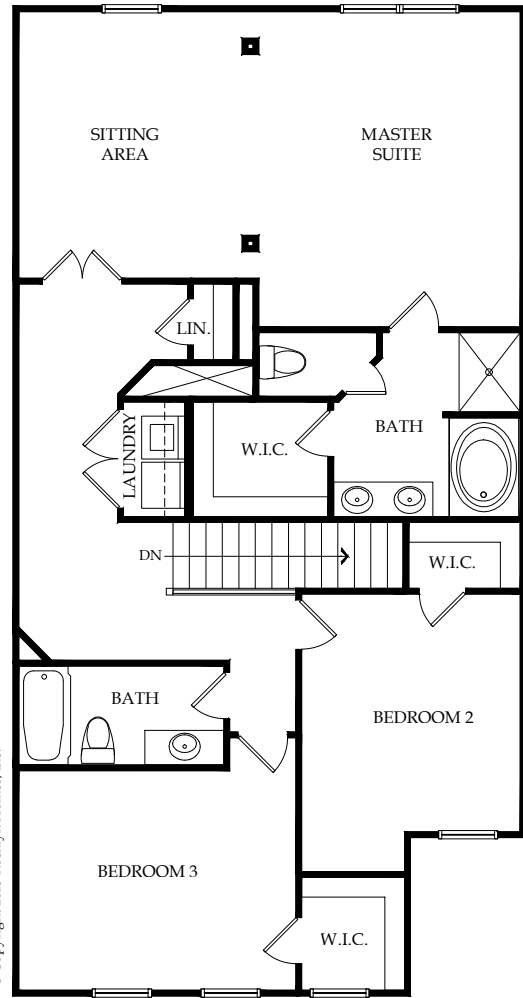 SITTING
AREA
MASTER
SUITE
LIN.
LAUNDRY
W.I.C.
BATH
DN
W.I.C.
BATH
BEDROOM 2
BEDROOM 3
W.I.C.